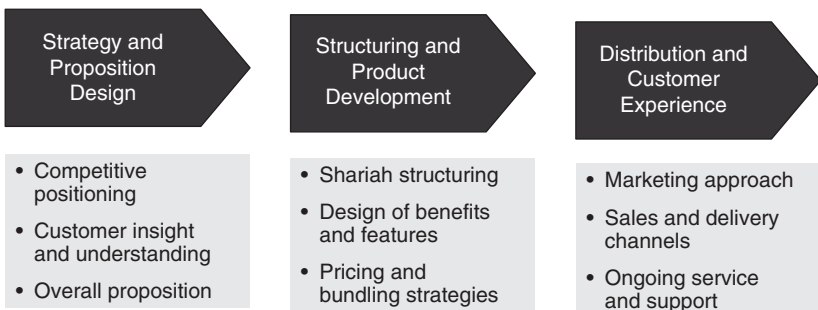 Strategy and
Proposition
Design
• Competitive
positioning
• Customer insight
and understanding
• Overall proposition
Structuring and
Product
Development
• Shariah structuring
• Design of benefits
and features
• Pricing and
bundling strategies
Distribution and
Customer
Experience
• Marketing approach
• Sales and delivery
channels
• Ongoing service
and support